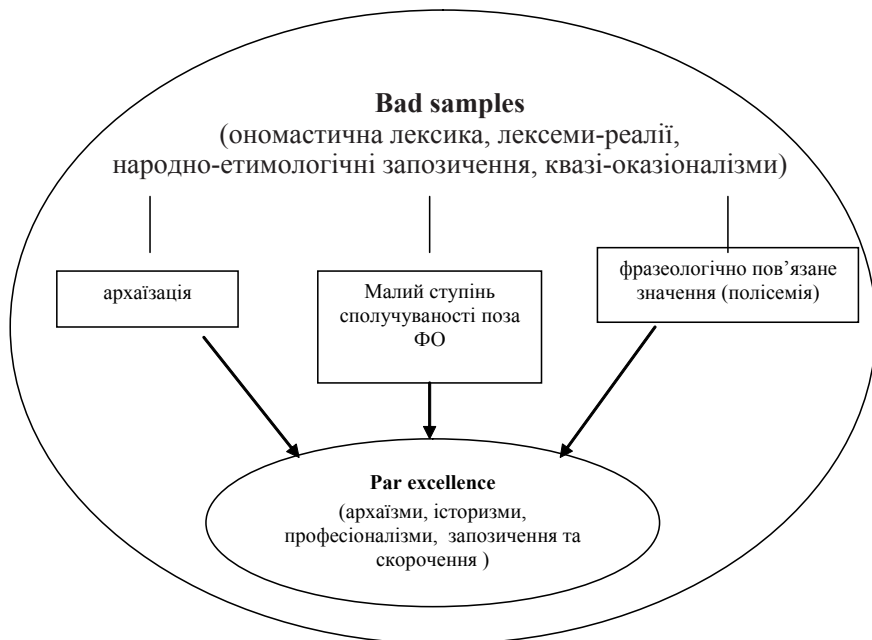 Bad samples
(ономастична лексика, лексеми-реалії,
народно-етимологічні запозичення, квазі-оказіоналізми)
архаїзація
Малий ступінь
сполучуваності поза
ФО
фразеологічно пов’язане
значення (полісемія)
Par excellence
(архаїзми, історизми,
професіоналізми, запозичення та
скорочення )